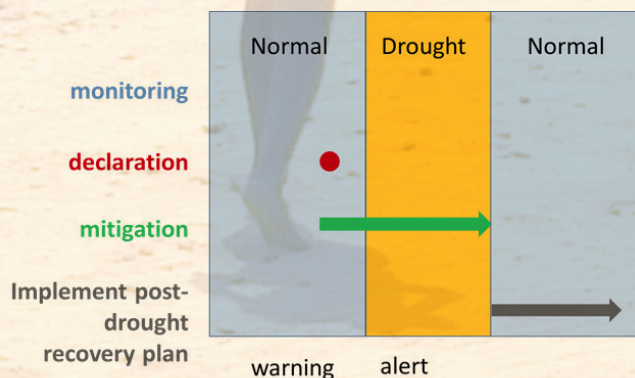 Normal Drought Normal
monitoring
declaration
mitigation
Implement post-
drought
recovery plan
warning alert